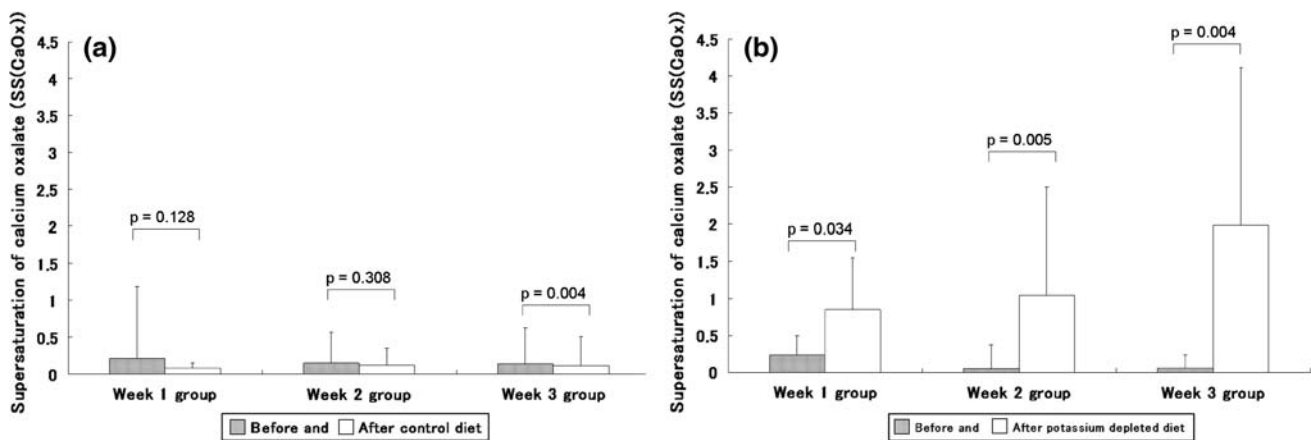 (a)
Supersaturation of calcium oxalate (SS(CaOx))
4.5
4
3.5
3
2.5
2
1.5
1
0.5
0
p = 0.128
p = 0.308
p = 0.004
Week 1 group
Week 2 group
Week 3 group
Before and
After control diet
(b)
Supersaturation of calcium oxalate (SS(CaOx))
4.5
4
3.5
3
2.5
2
1.5
1
0.5
0
p = 0.034
p = 0.005
p = 0.004
Week 1 group
Week 2 group
Week 3 group
Before and
After potassium depleted diet